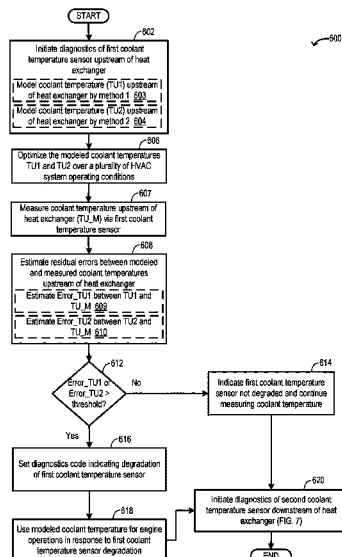 START
600
602
Initiate diagnostics of first coolant
temperature sensor upstream of heat
exchanger
Model coolant temperature (TU1) upstream
of heat exchanger by method 1 603
Model coolant temperature (TU2) upstream
of heat exchanger by method 2 604
606
Optimize the modeled coolant temperatures
TU1 and TU2 over a plurality of HVAC
system operating conditions
607
Measure coolant temperature upstream of
heat exchanger (TU_M) via first coolant
temperature sensor
608
Estimate residual errors between modeled
and measured coolant temperatures
upstream of heat exchanger
Estimate Error_TU1 between TU1 and
TU_M 609
Estimate Error_TU2 between TU2 and
TU_M 610
612
Error_TU1 or
Error_TU2 >
threshold?
No
614
Indicate first coolant temperature
sensor not degraded and continue
measuring coolant temperature
Yes
616
Set diagnostics code indicating degradation
of first coolant temperature sensor
618
Use modeled coolant temperature for engine
operations in response to first coolant
temperature sensor degradation
620
Initiate diagnostics of second coolant
temperature sensor downstream of heat
exchanger (FIG. 7)
END